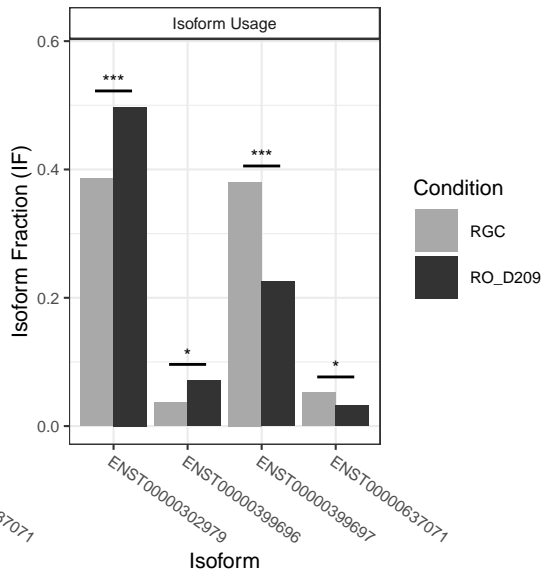 Isoform Usage
Isoform Fraction (IF)
0.6
0.4
0.2
0.0
***
*
***
*
ENST00000302979
ENST00000399696
ENST00000399697
ENST00000637071
37071
Isoform
Condition
RGC
RO_D209